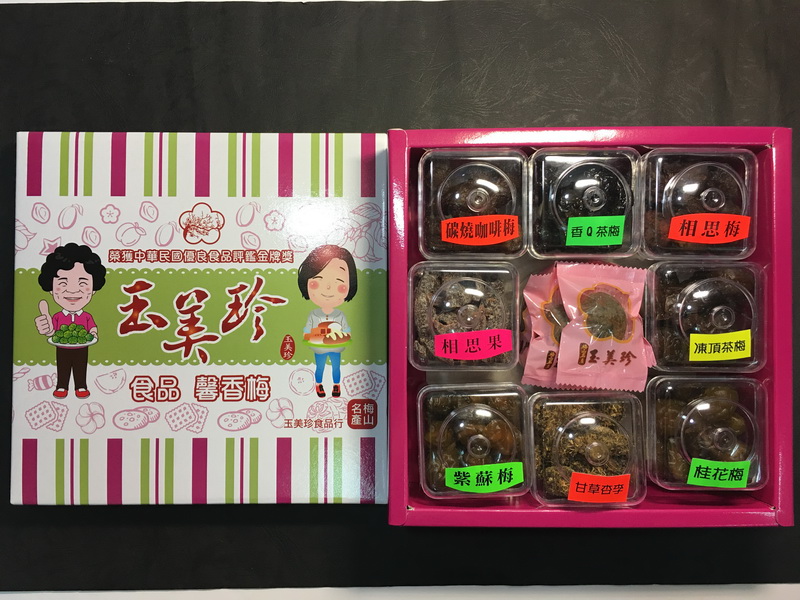 榮獲中華民國優良食品評鑑金牌獎
玉美珍
玉美珍
食品 馨香梅
玉美珍食品行
梅山
名產
碳燒咖啡梅
香Q茶梅
相思梅
相思果
玉美珍
凍頂茶梅
紫蘇梅
甘草杏李
桂花梅